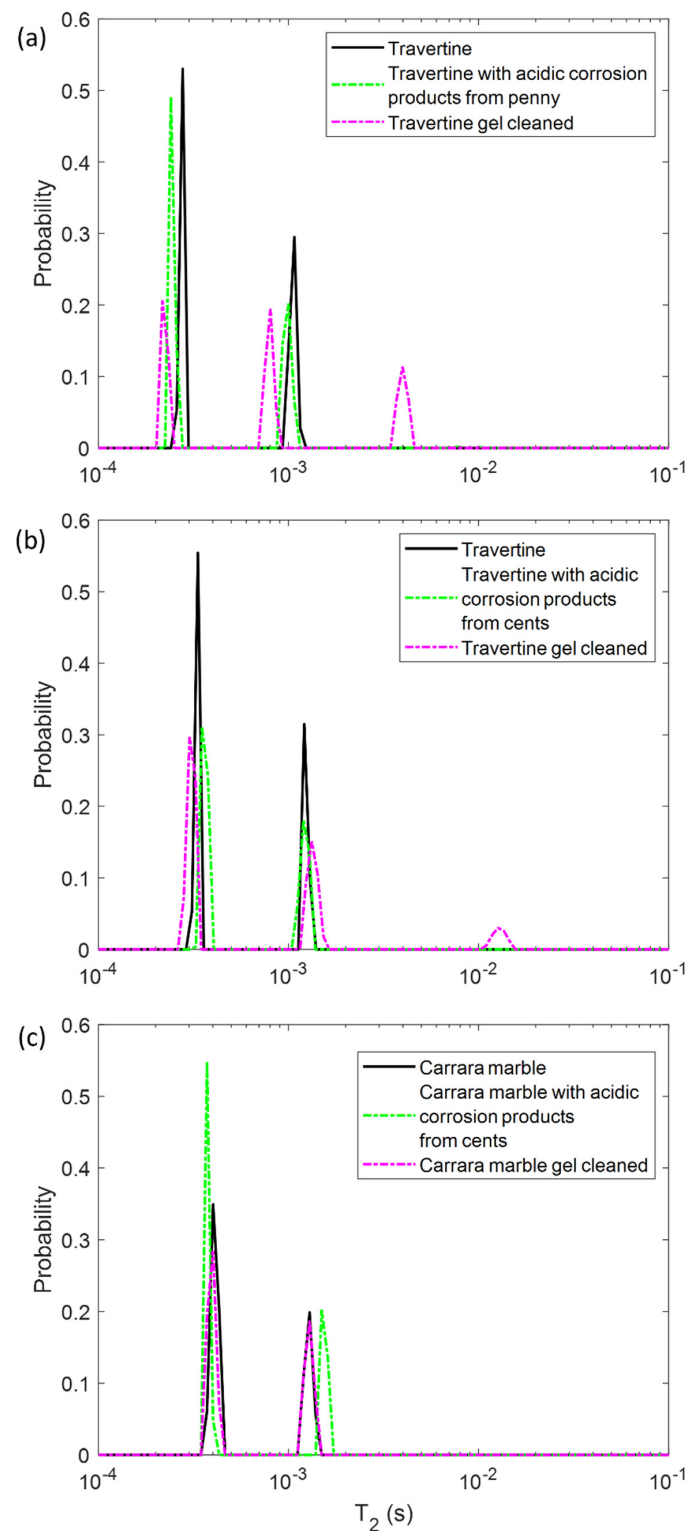 (a)
0.6
0.5
0.4
0.3
0.2
0.1
0
Probability
Travertine
Travertine with acidic corrosion
products from penny
Travertine gel cleaned
10-4
10-3
10-2
10-1
(b)
0.6
0.5
0.4
0.3
0.2
0.1
0
Probability
Travertine
Travertine with acidic
corrosion products
from cents
Travertine gel cleaned
10-4
10-3
10-2
10-1
(c)
0.6
0.5
0.4
0.3
0.2
0.1
0
Probability
Carrara marble
Carrara marble with acidic
corrosion products
from cents
Carrara marble gel cleaned
10-4
10-3
10-2
10-1
T2 (s)